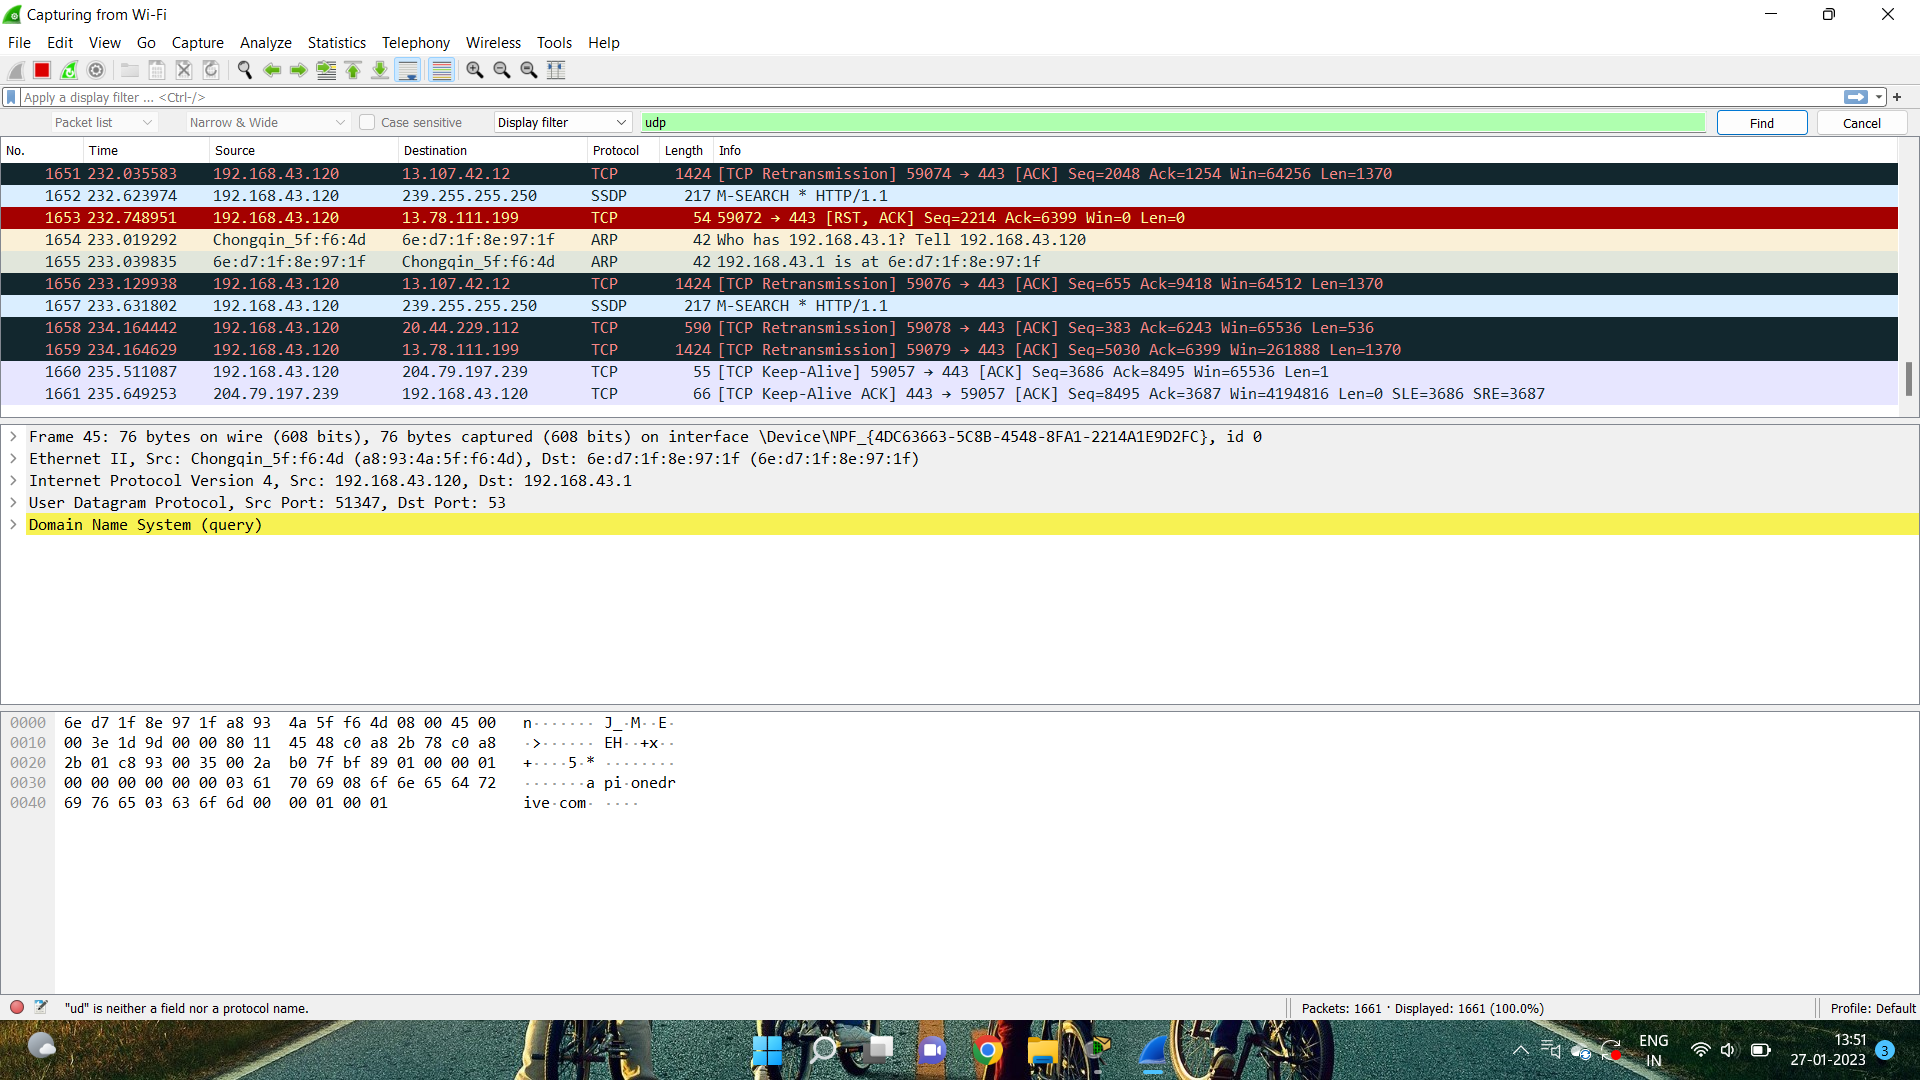 Capturing from Wi-Fi
File Edit View Go Capture Analyze Statistics Telephony Wireless Tools Help
Apply a display filter ... <Ctrl-/>
Packet list Narrow & Wide Case sensitive Display filter udp Find Cancel
No. Time Source Destination Protocol Length Info
1651 232.035583 192.168.43.120 13.107.42.12 TCP 1424 [TCP Retransmission] 59074 → 443 [ACK] Seq=2048 Ack=1254 Win=64256 Len=1370
1652 232.623974 192.168.43.120 239.255.255.250 SSDP 217 M-SEARCH * HTTP/1.1
1653 232.748951 192.168.43.120 13.78.111.199 TCP 54 59072 → 443 [RST, ACK] Seq=2214 Ack=6399 Win=0 Len=0
1654 233.019292 Chongqin_5f:f6:4d 6e:d7:1f:8e:97:1f ARP 42 Who has 192.168.43.1? Tell 192.168.43.120
1655 233.039835 6e:d7:1f:8e:97:1f Chongqin_5f:f6:4d ARP 42 192.168.43.1 is at 6e:d7:1f:8e:97:1f
1656 233.129938 192.168.43.120 13.107.42.12 TCP 1424 [TCP Retransmission] 59076 → 443 [ACK] Seq=655 Ack=9418 Win=64512 Len=1370
1657 233.631802 192.168.43.120 239.255.255.250 SSDP 217 M-SEARCH * HTTP/1.1
1658 234.164442 192.168.43.120 20.44.229.112 TCP 590 [TCP Retransmission] 59078 → 443 [ACK] Seq=383 Ack=6243 Win=65536 Len=536
1659 234.164629 192.168.43.120 13.78.111.199 TCP 1424 [TCP Retransmission] 59079 → 443 [ACK] Seq=5030 Ack=6399 Win=261888 Len=1370
1660 235.511087 192.168.43.120 204.79.197.239 TCP 55 [TCP Keep-Alive] 59057 → 443 [ACK] Seq=3686 Ack=8495 Win=65536 Len=1
1661 235.649253 204.79.197.239 192.168.43.120 TCP 66 [TCP Keep-Alive ACK] 443 → 59057 [ACK] Seq=8495 Ack=3687 Win=4194816 Len=0 SLE=3686 SRE=3687
Frame 45: 76 bytes on wire (608 bits), 76 bytes captured (608 bits) on interface \Device\NPF_{4DC63663-5C8B-4548-8FA1-2214A1E9D2FC}, id 0
Ethernet II, Src: Chongqin_5f:f6:4d (a8:93:4a:5f:f6:4d), Dst: 6e:d7:1f:8e:97:1f (6e:d7:1f:8e:97:1f)
Internet Protocol Version 4, Src: 192.168.43.120, Dst: 192.168.43.1
User Datagram Protocol, Src Port: 51347, Dst Port: 53
Domain Name System (query)
0000 6e d7 1f 8e 97 1f a8 93 4a 5f f6 4d 08 00 45 00 n······· J_·M··E·
0010 00 3e 1d 9d 00 00 80 11 45 48 c0 a8 2b 78 c0 a8 ·>······ EH··+x··
0020 2b 01 c8 93 00 35 00 2a b0 7f bf 89 01 00 00 01 +····5·* ········
0030 00 00 00 00 00 00 03 61 70 69 08 6f 6e 65 64 72 ·······a pi·onedr
0040 69 76 65 03 63 6f 6d 00 00 01 00 01 ive·com· ····
"ud" is neither a field nor a protocol name. Packets: 1661 · Displayed: 1661 (100.0%) Profile: Default
ENG
IN
13:51
27-01-2023
3